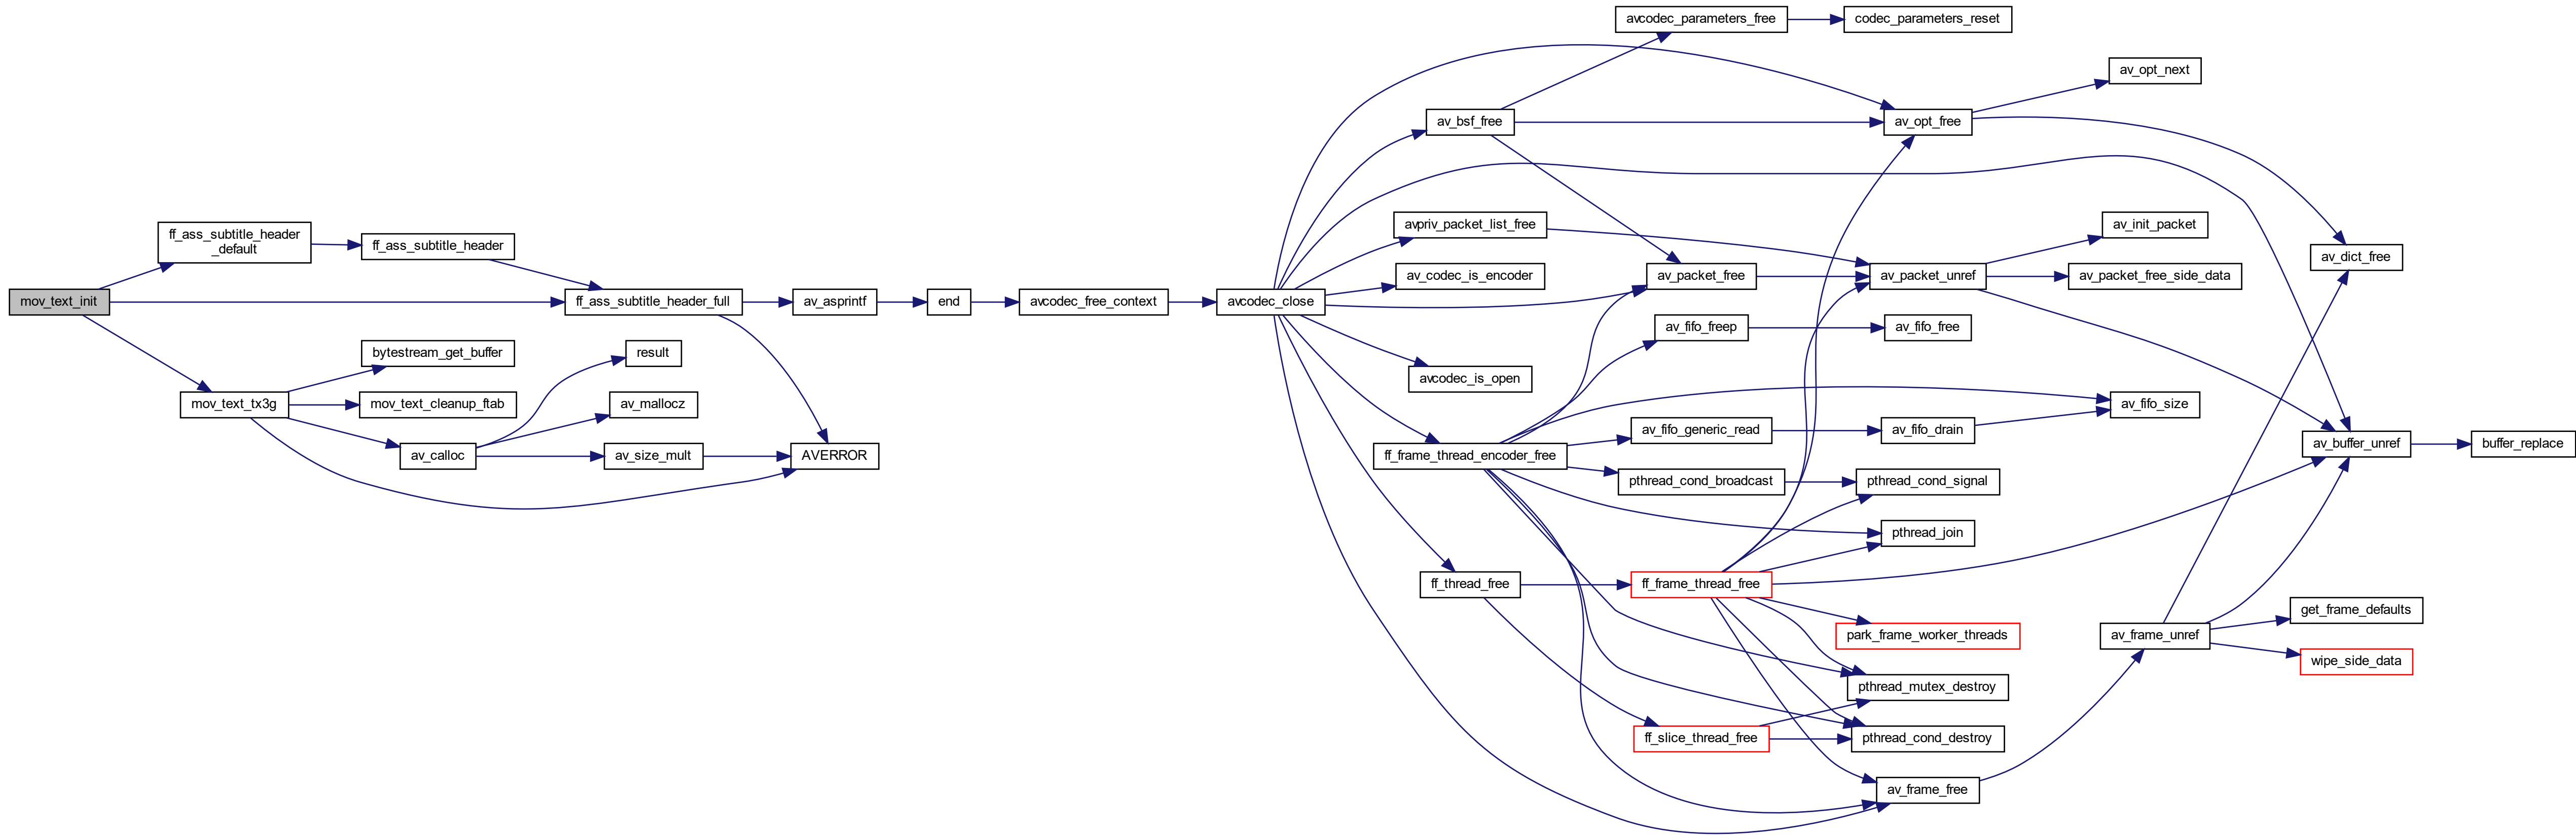 mov_text_init
ff_ass_subtitle_header
_default
ff_ass_subtitle_header
ff_ass_subtitle_header_full
mov_text_tx3g
bytestream_get_buffer
mov_text_cleanup_ftab
av_calloc
result
av_mallocz
av_size_mult
AVERROR
av_asprintf
end
avcodec_free_context
avcodec_close
av_bsf_free
avpriv_packet_list_free
av_codec_is_encoder
avcodec_is_open
ff_frame_thread_encoder_free
ff_thread_free
avcodec_parameters_free
codec_parameters_reset
av_packet_free
av_fifo_freep
av_fifo_generic_read
pthread_cond_broadcast
ff_frame_thread_free
ff_slice_thread_free
av_opt_free
av_packet_unref
av_fifo_free
av_fifo_drain
pthread_cond_signal
pthread_join
park_frame_worker_threads
pthread_mutex_destroy
pthread_cond_destroy
av_frame_free
av_opt_next
av_init_packet
av_packet_free_side_data
av_fifo_size
av_frame_unref
av_dict_free
av_buffer_unref
get_frame_defaults
wipe_side_data
buffer_replace